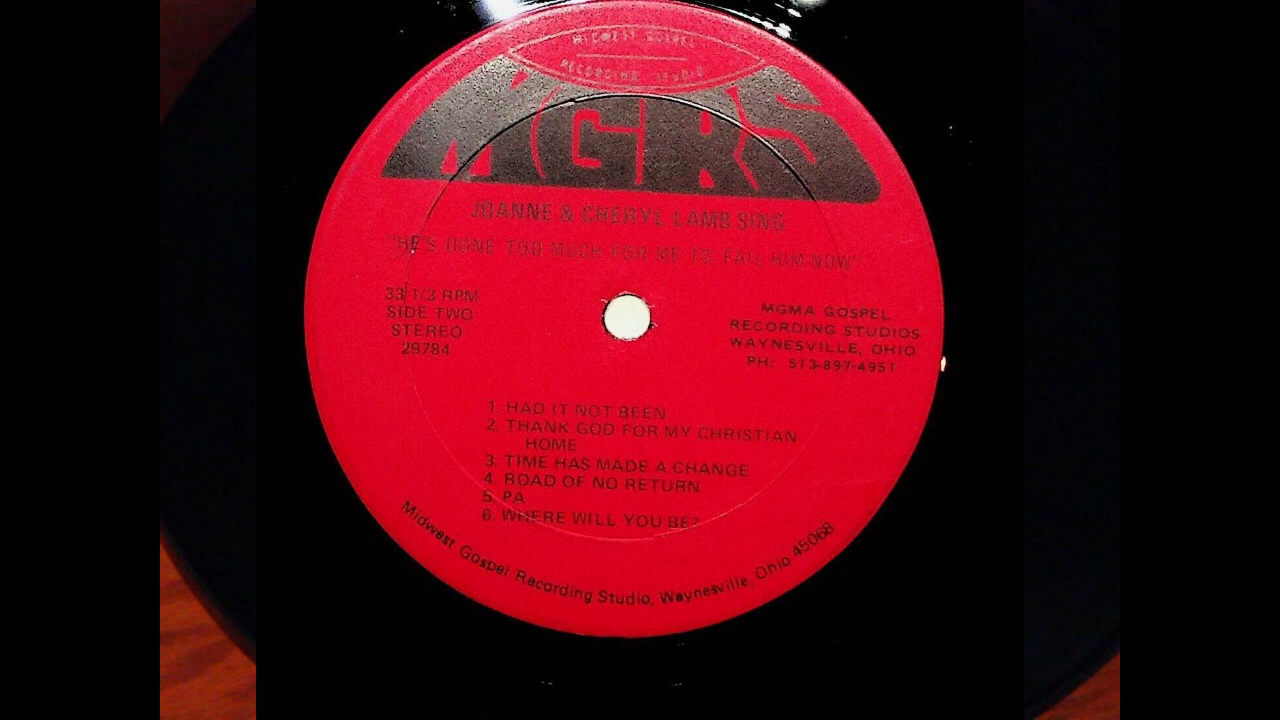 MIDWEST GOSPEL
RECORDING STUDIO
MGRS
JOANNE & CHERYL LAMB SING
"HE'S DONE TOO MUCH FOR ME TO FAIL HIM NOW"
33 1/3 RPM
SIDE TWO
STEREO
29784
MGMA GOSPEL
RECORDING STUDIOS
WAYNESVILLE, OHIO
PH: 513-897-4951
1. HAD IT NOT BEEN
2. THANK GOD FOR MY CHRISTIAN
HOME
3. TIME HAS MADE A CHANGE
4. ROAD OF NO RETURN
5. PA
6. WHERE WILL YOU BE?
Midwest Gospel Recording Studio, Waynesville, Ohio 45068